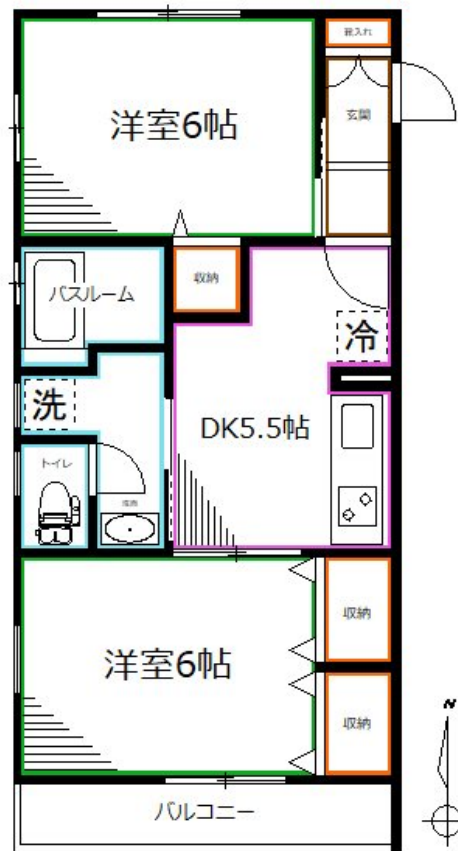 靴入れ
洋室6帖
玄関
バスルーム
収納
冷
洗
DK5.5帖
トイレ
洗面
洋室6帖
収納
収納
バルコニー
N